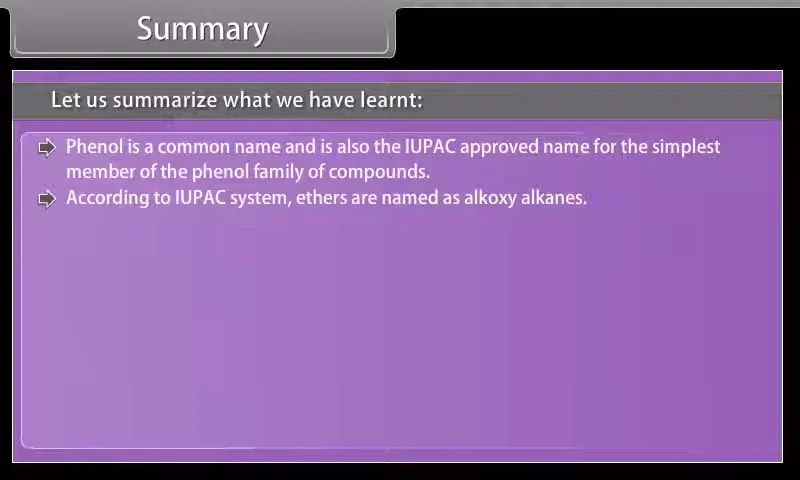 Summary
Let us summarize what we have learnt:
Phenol is a common name and is also the IUPAC approved name for the simplest
member of the phenol family of compounds.
According to IUPAC system, ethers are named as alkoxy alkanes.